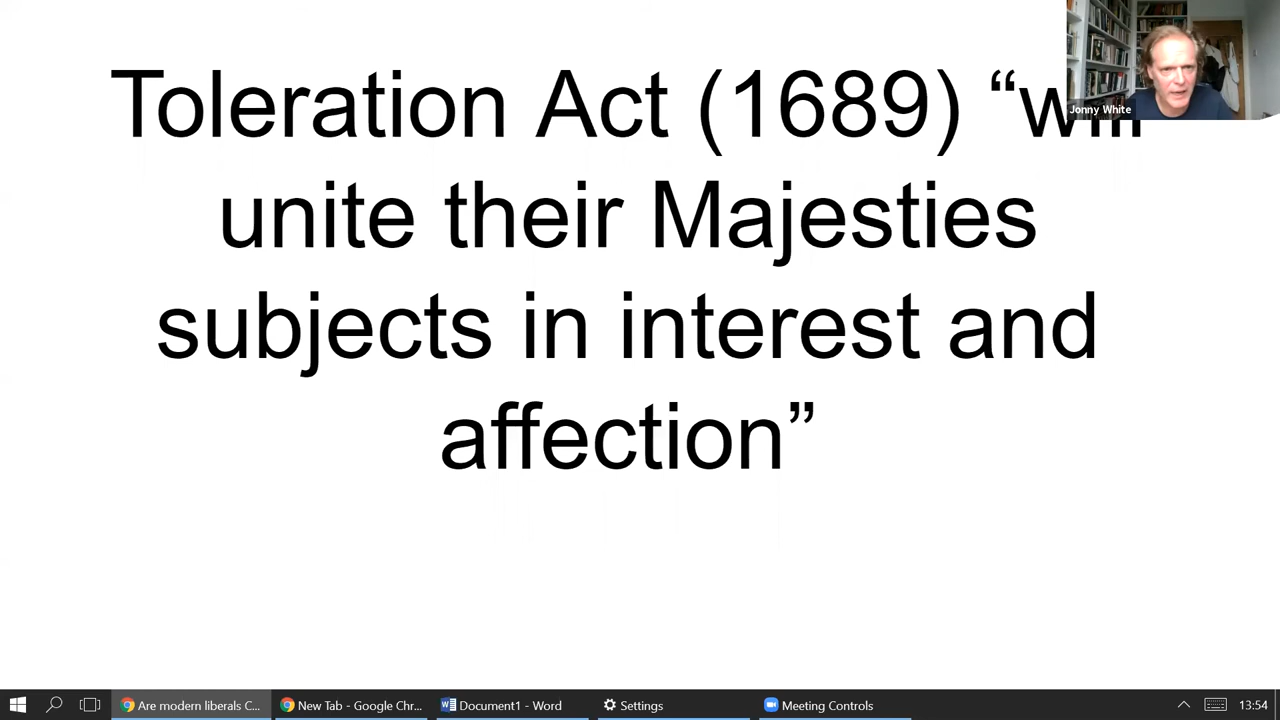 Toleration Act (1689) “will
unite their Majesties
subjects in interest and
affection”
Jonny White
Are modern liberals C...
New Tab - Google Chr...
Document1 - Word
Settings
Meeting Controls
13:54